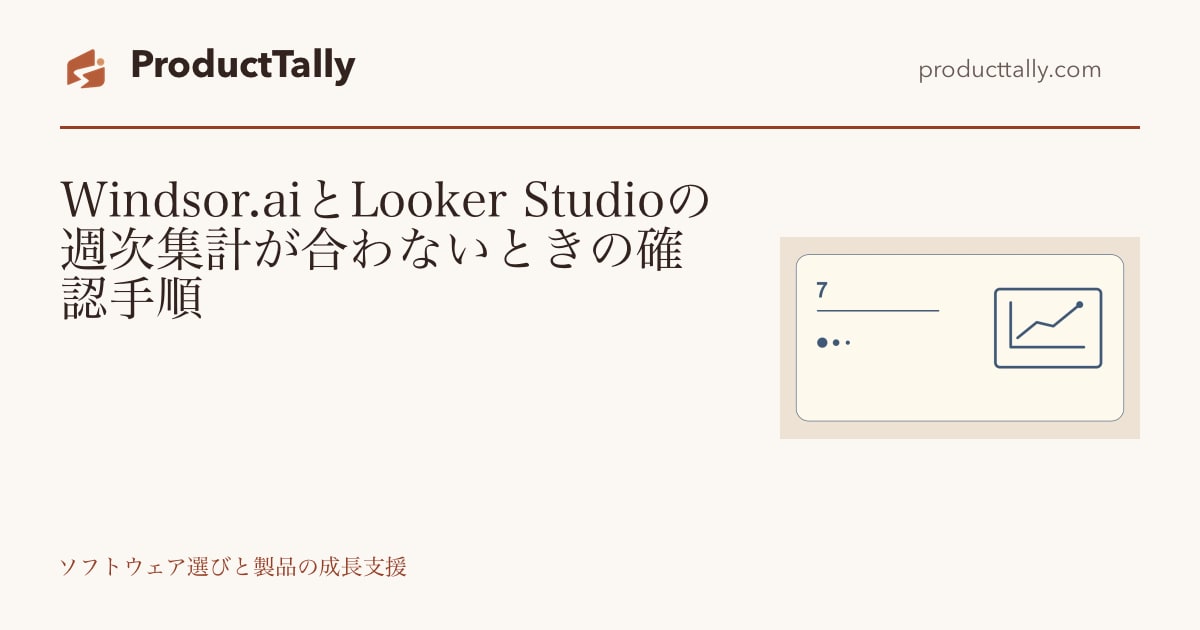 ProductTally
producttally.com
Windsor.aiとLooker Studioの
週次集計が合わないときの確
認手順
7
ソフトウェア選びと製品の成長支援